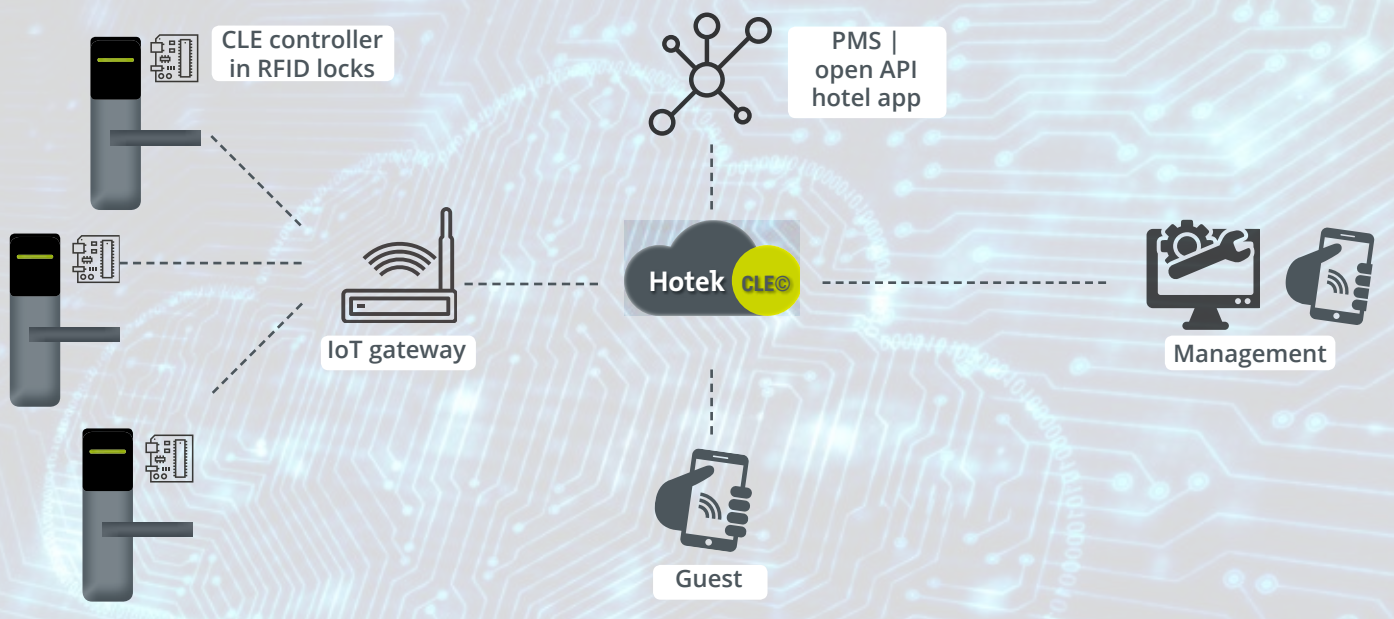 CLE controller
in RFID locks
PMS |
open API
hotel app
Hotek CLE©
IoT gateway
Management
Guest